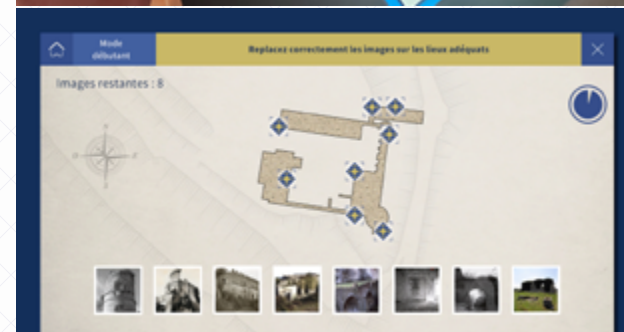 Mode
débutant
Replacez correctement les images sur les lieux adéquats
Images restantes : 8